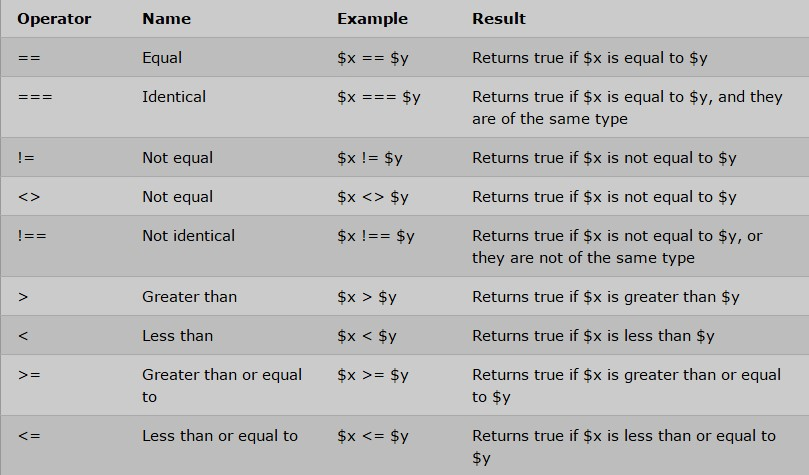 Operator Name Example Result
== Equal $x == $y Returns true if $x is equal to $y
=== Identical $x === $y Returns true if $x is equal to $y, and they
are of the same type
!= Not equal $x != $y Returns true if $x is not equal to $y
<> Not equal $x <> $y Returns true if $x is not equal to $y
!== Not identical $x !== $y Returns true if $x is not equal to $y, or
they are not of the same type
> Greater than $x > $y Returns true if $x is greater than $y
< Less than $x < $y Returns true if $x is less than $y
>= Greater than or equal $x >= $y Returns true if $x is greater than or equal
to to $y
<= Less than or equal to $x <= $y Returns true if $x is less than or equal to
$y